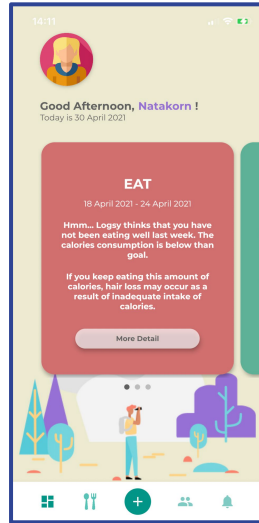 14:11
Good Afternoon, Natakorn !
Today is 30 April 2021
EAT
18 April 2021 - 24 April 2021
Hmm... Logsy thinks that you have
not been eating well last week. The
calories consumption is below than
goal.
If you keep eating this amount of
calories, hair loss may occur as a
result of inadequate intake of
calories.
More Detail